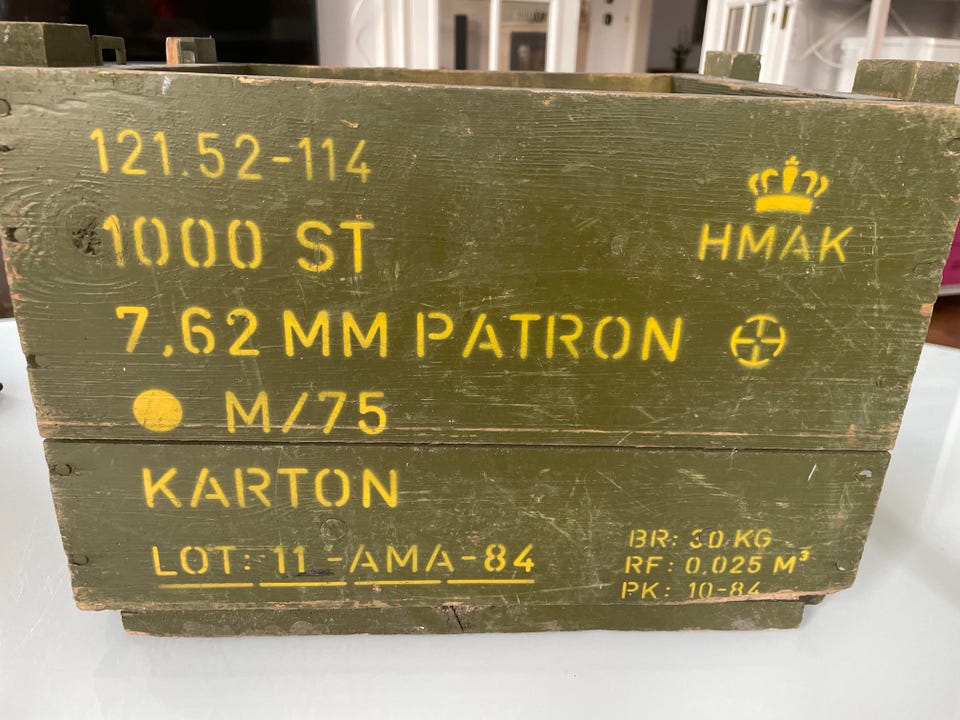 121.52-114
1000 ST
HMAK
7,62 MM PATRON
M/75
KARTON
LOT: 11-AMA-84
BR: 30 KG
RF: 0.025 M³
PK: 10-84